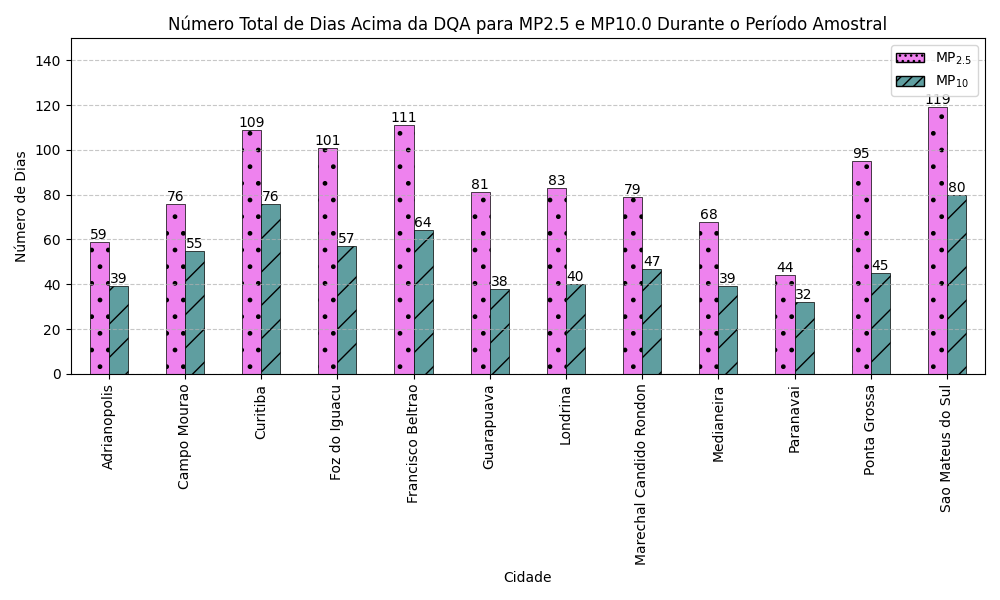 Número Total de Dias Acima da DQA para MP2.5 e MP10.0 Durante o Período Amostral
MP2.5
MP10
Número de Dias
140
120
100
80
60
40
20
0
59
39
76
55
109
76
101
57
111
64
81
38
83
40
79
47
68
39
44
32
95
45
119
80
Adrianopolis
Campo Mourao
Curitiba
Foz do Iguacu
Francisco Beltrao
Guarapuava
Londrina
Marechal Candido Rondon
Medianeira
Paranavai
Ponta Grossa
Sao Mateus do Sul
Cidade